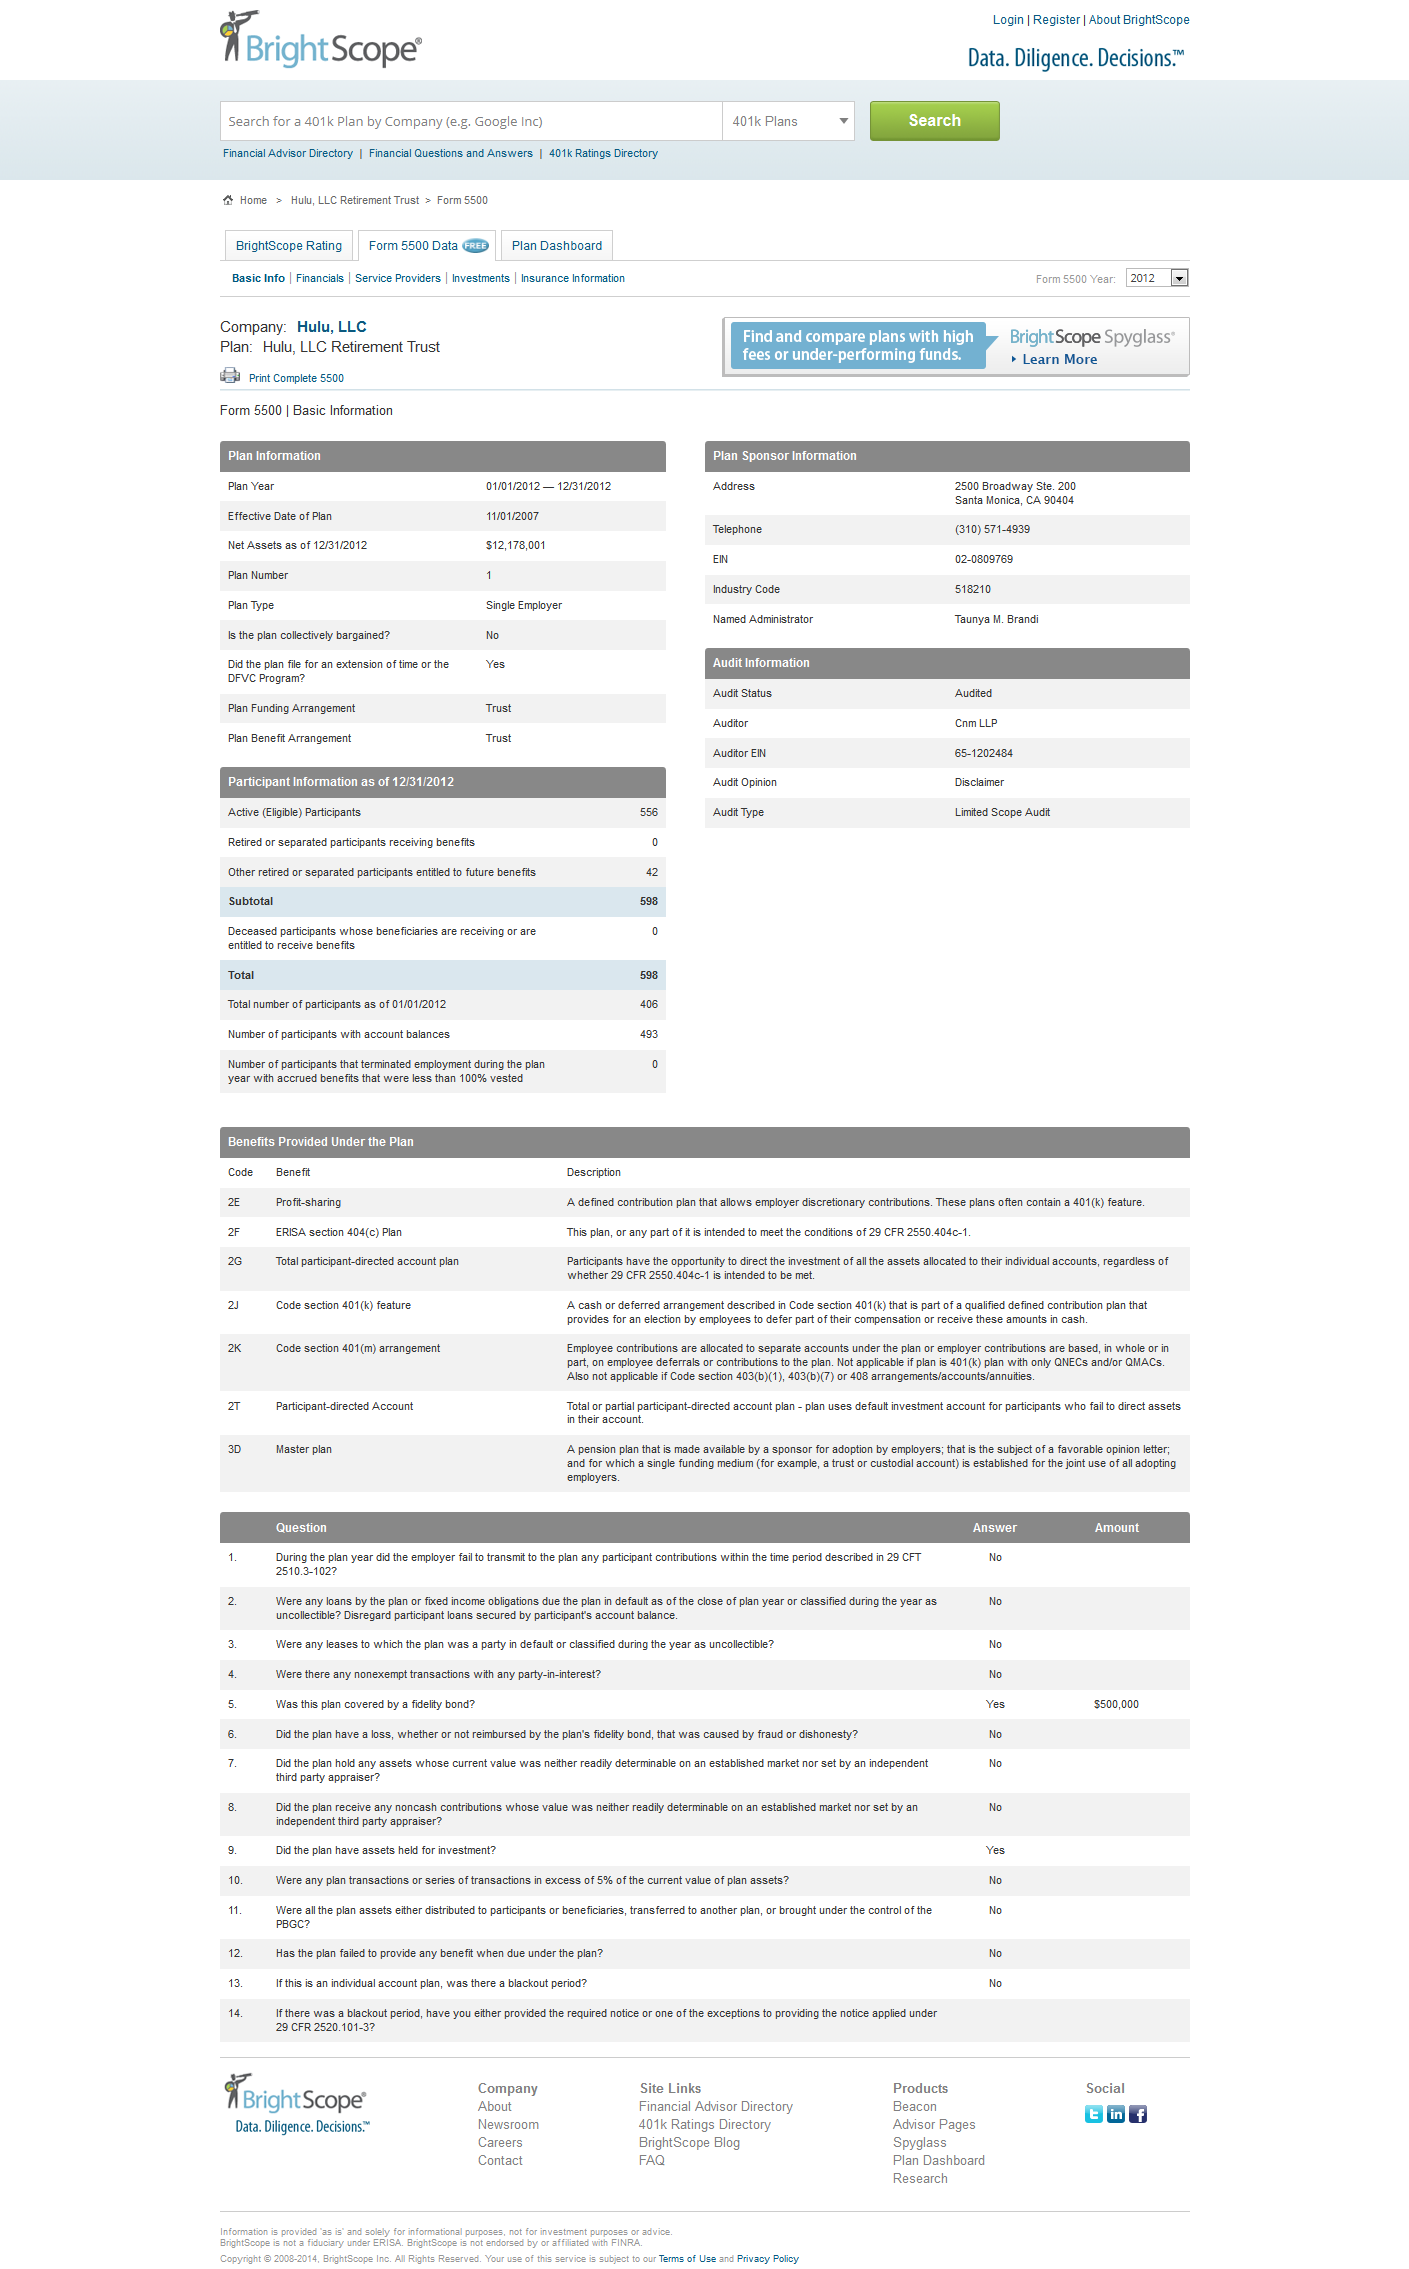 BrightScope®
Login | Register | About BrightScope
Data. Diligence. Decisions.™
Search for a 401k Plan by Company (e.g. Google Inc)
401k Plans
Search
Financial Advisor Directory | Financial Questions and Answers | 401k Ratings Directory
Home > Hulu, LLC Retirement Trust > Form 5500
BrightScope Rating
Form 5500 Data FREE
Plan Dashboard
Basic Info | Financials | Service Providers | Investments | Insurance Information
Form 5500 Year: 2012
Company: Hulu, LLC
Plan: Hulu, LLC Retirement Trust
Print Complete 5500
Find and compare plans with high
fees or under-performing funds.
BrightScope Spyglass®
Learn More
Form 5500 | Basic Information
Plan Information
Plan Year 01/01/2012 — 12/31/2012
Effective Date of Plan 11/01/2007
Net Assets as of 12/31/2012 $12,178,001
Plan Number 1
Plan Type Single Employer
Is the plan collectively bargained? No
Did the plan file for an extension of time or the Yes
DFVC Program?
Plan Funding Arrangement Trust
Plan Benefit Arrangement Trust
Participant Information as of 12/31/2012
Active (Eligible) Participants 556
Retired or separated participants receiving benefits 0
Other retired or separated participants entitled to future benefits 42
Subtotal 598
Deceased participants whose beneficiaries are receiving or are 0
entitled to receive benefits
Total 598
Total number of participants as of 01/01/2012 406
Number of participants with account balances 493
Number of participants that terminated employment during the plan 0
year with accrued benefits that were less than 100% vested
Plan Sponsor Information
Address 2500 Broadway Ste. 200
Santa Monica, CA 90404
Telephone (310) 571-4939
EIN 02-0809769
Industry Code 518210
Named Administrator Taunya M. Brandi
Audit Information
Audit Status Audited
Auditor Cnm LLP
Auditor EIN 65-1202484
Audit Opinion Disclaimer
Audit Type Limited Scope Audit
Benefits Provided Under the Plan
Code Benefit Description
2E Profit-sharing A defined contribution plan that allows employer discretionary contributions. These plans often contain a 401(k) feature.
2F ERISA section 404(c) Plan This plan, or any part of it is intended to meet the conditions of 29 CFR 2550.404c-1.
2G Total participant-directed account plan Participants have the opportunity to direct the investment of all the assets allocated to their individual accounts, regardless of
whether 29 CFR 2550.404c-1 is intended to be met.
2J Code section 401(k) feature A cash or deferred arrangement described in Code section 401(k) that is part of a qualified defined contribution plan that
provides for an election by employees to defer part of their compensation or receive these amounts in cash.
2K Code section 401(m) arrangement Employee contributions are allocated to separate accounts under the plan or employer contributions are based, in whole or in
part, on employee deferrals or contributions to the plan. Not applicable if plan is 401(k) plan with only QNECs and/or QMACs.
Also not applicable if Code section 403(b)(1), 403(b)(7) or 408 arrangements/accounts/annuities.
2T Participant-directed Account Total or partial participant-directed account plan - plan uses default investment account for participants who fail to direct assets
in their account.
3D Master plan A pension plan that is made available by a sponsor for adoption by employers; that is the subject of a favorable opinion letter;
and for which a single funding medium (for example, a trust or custodial account) is established for the joint use of all adopting
employers.
Question Answer Amount
1. During the plan year did the employer fail to transmit to the plan any participant contributions within the time period described in 29 CFT No
2510.3-102?
2. Were any loans by the plan or fixed income obligations due the plan in default as of the close of plan year or classified during the year as No
uncollectible? Disregard participant loans secured by participant's account balance.
3. Were any leases to which the plan was a party in default or classified during the year as uncollectible? No
4. Were there any nonexempt transactions with any party-in-interest? No
5. Was this plan covered by a fidelity bond? Yes $500,000
6. Did the plan have a loss, whether or not reimbursed by the plan's fidelity bond, that was caused by fraud or dishonesty? No
7. Did the plan hold any assets whose current value was neither readily determinable on an established market nor set by an independent No
third party appraiser?
8. Did the plan receive any noncash contributions whose value was neither readily determinable on an established market nor set by an No
independent third party appraiser?
9. Did the plan have assets held for investment? Yes
10. Were any plan transactions or series of transactions in excess of 5% of the current value of plan assets? No
11. Were all the plan assets either distributed to participants or beneficiaries, transferred to another plan, or brought under the control of the No
PBGC?
12. Has the plan failed to provide any benefit when due under the plan? No
13. If this is an individual account plan, was there a blackout period? No
14. If there was a blackout period, have you either provided the required notice or one of the exceptions to providing the notice applied under
29 CFR 2520.101-3?
BrightScope®
Data. Diligence. Decisions.™
Company
About
Newsroom
Careers
Contact
Site Links
Financial Advisor Directory
401k Ratings Directory
BrightScope Blog
FAQ
Products
Beacon
Advisor Pages
Spyglass
Plan Dashboard
Research
Social
Information is provided 'as is' and solely for informational purposes, not for investment purposes or advice.
BrightScope is not a fiduciary under ERISA. BrightScope is not endorsed by or affiliated with FINRA.
Copyright © 2008-2014, BrightScope Inc. All Rights Reserved. Your use of this service is subject to our Terms of Use and Privacy Policy